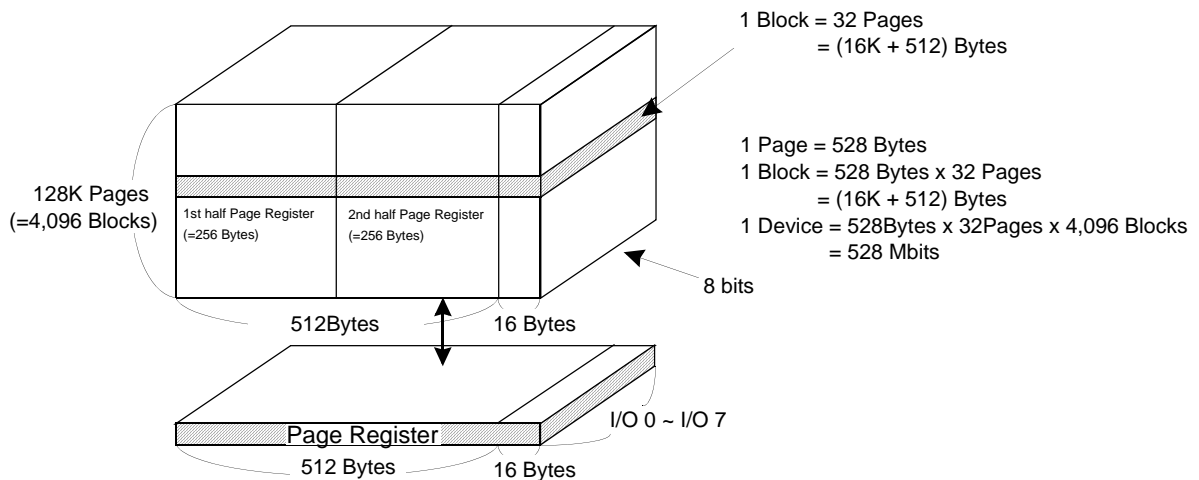 1 Block = 32 Pages
= (16K + 512) Bytes
1 Page = 528 Bytes
1 Block = 528 Bytes x 32 Pages
= (16K + 512) Bytes
1 Device = 528Bytes x 32Pages x 4,096 Blocks
= 528 Mbits
128K Pages
(=4,096 Blocks)
1st half Page Register
(=256 Bytes)
2nd half Page Register
(=256 Bytes)
8 bits
512Bytes
16 Bytes
I/O 0 ~ I/O 7
Page Register
512 Bytes
16 Bytes